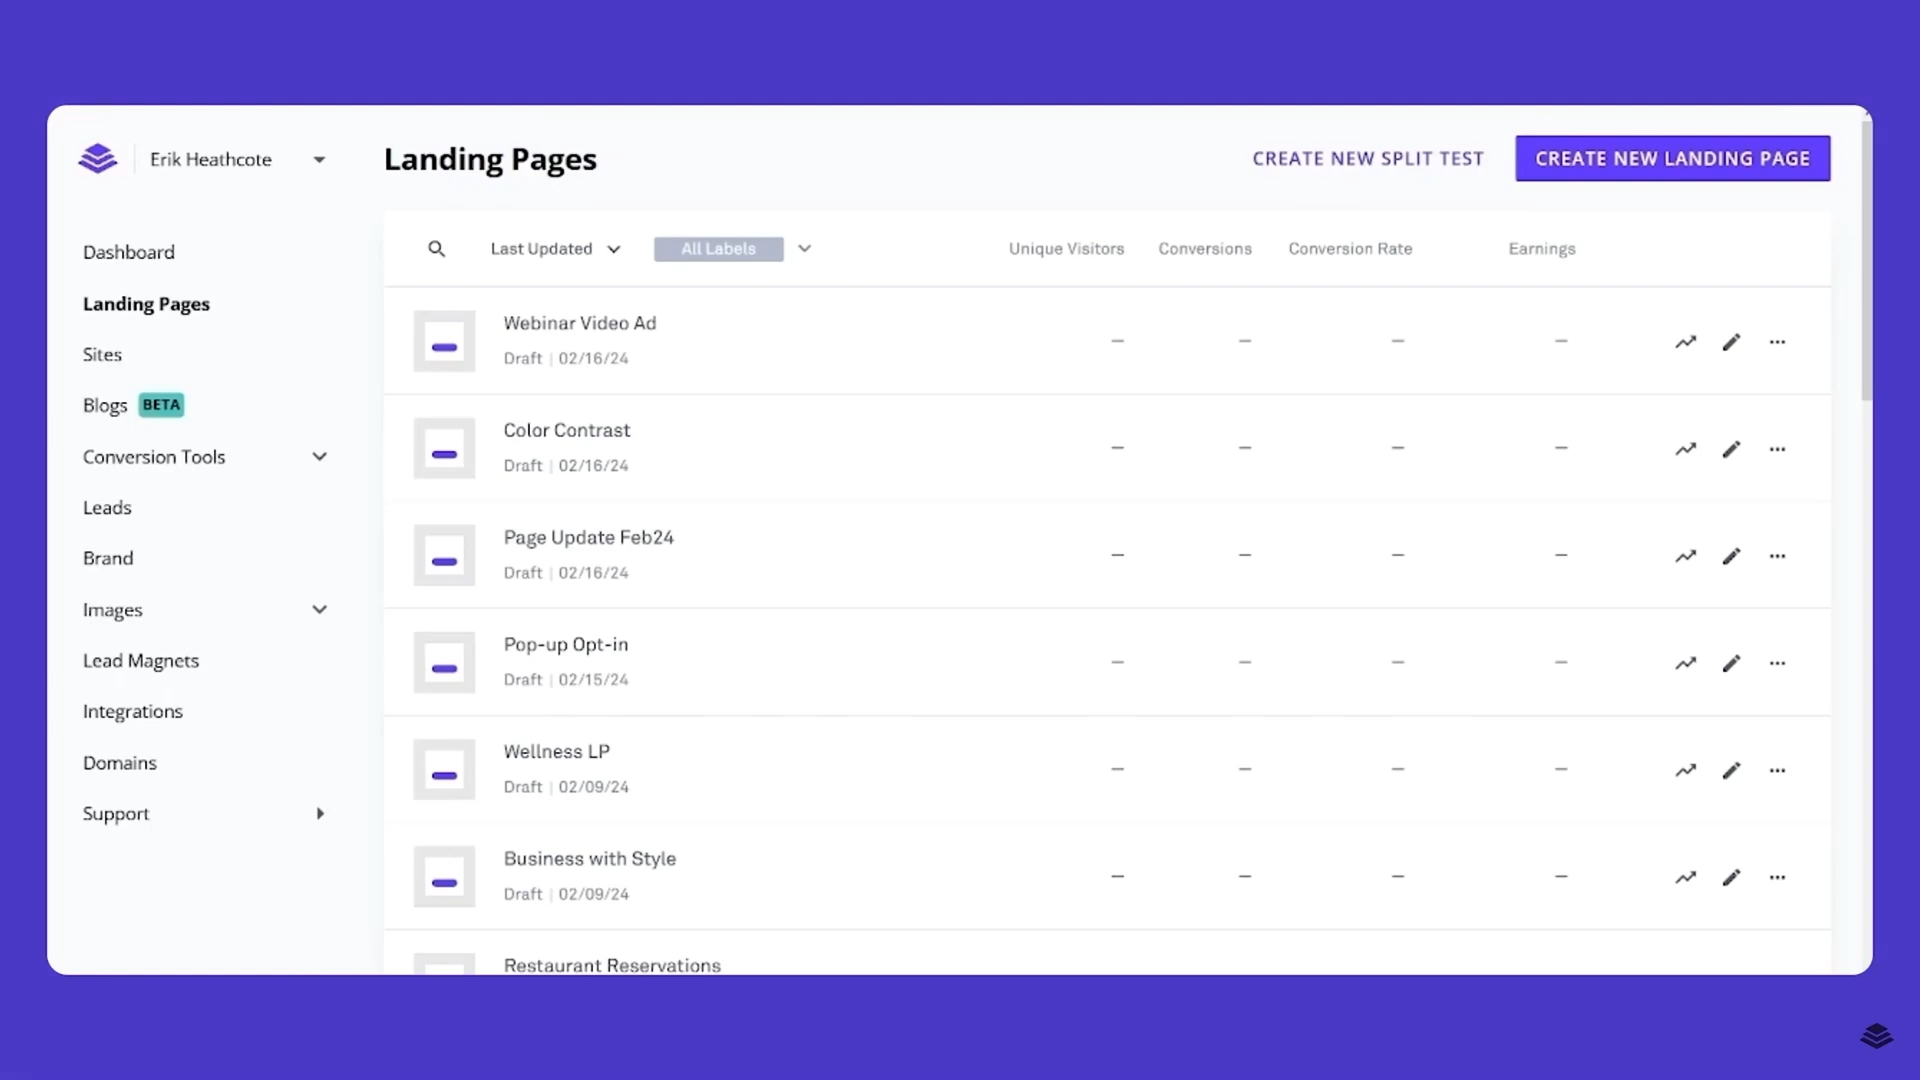 Erik Heathcote
Landing Pages
CREATE NEW SPLIT TEST
CREATE NEW LANDING PAGE
Dashboard
Landing Pages
Sites
Blogs BETA
Conversion Tools
Leads
Brand
Images
Lead Magnets
Integrations
Domains
Support
Last Updated
All Labels
Unique Visitors
Conversions
Conversion Rate
Earnings
Webinar Video Ad
Draft | 02/16/24
— — — —
Color Contrast
Draft | 02/16/24
— — — —
Page Update Feb24
Draft | 02/16/24
— — — —
Pop-up Opt-in
Draft | 02/15/24
— — — —
Wellness LP
Draft | 02/09/24
— — — —
Business with Style
Draft | 02/09/24
— — — —
Restaurant Reservations